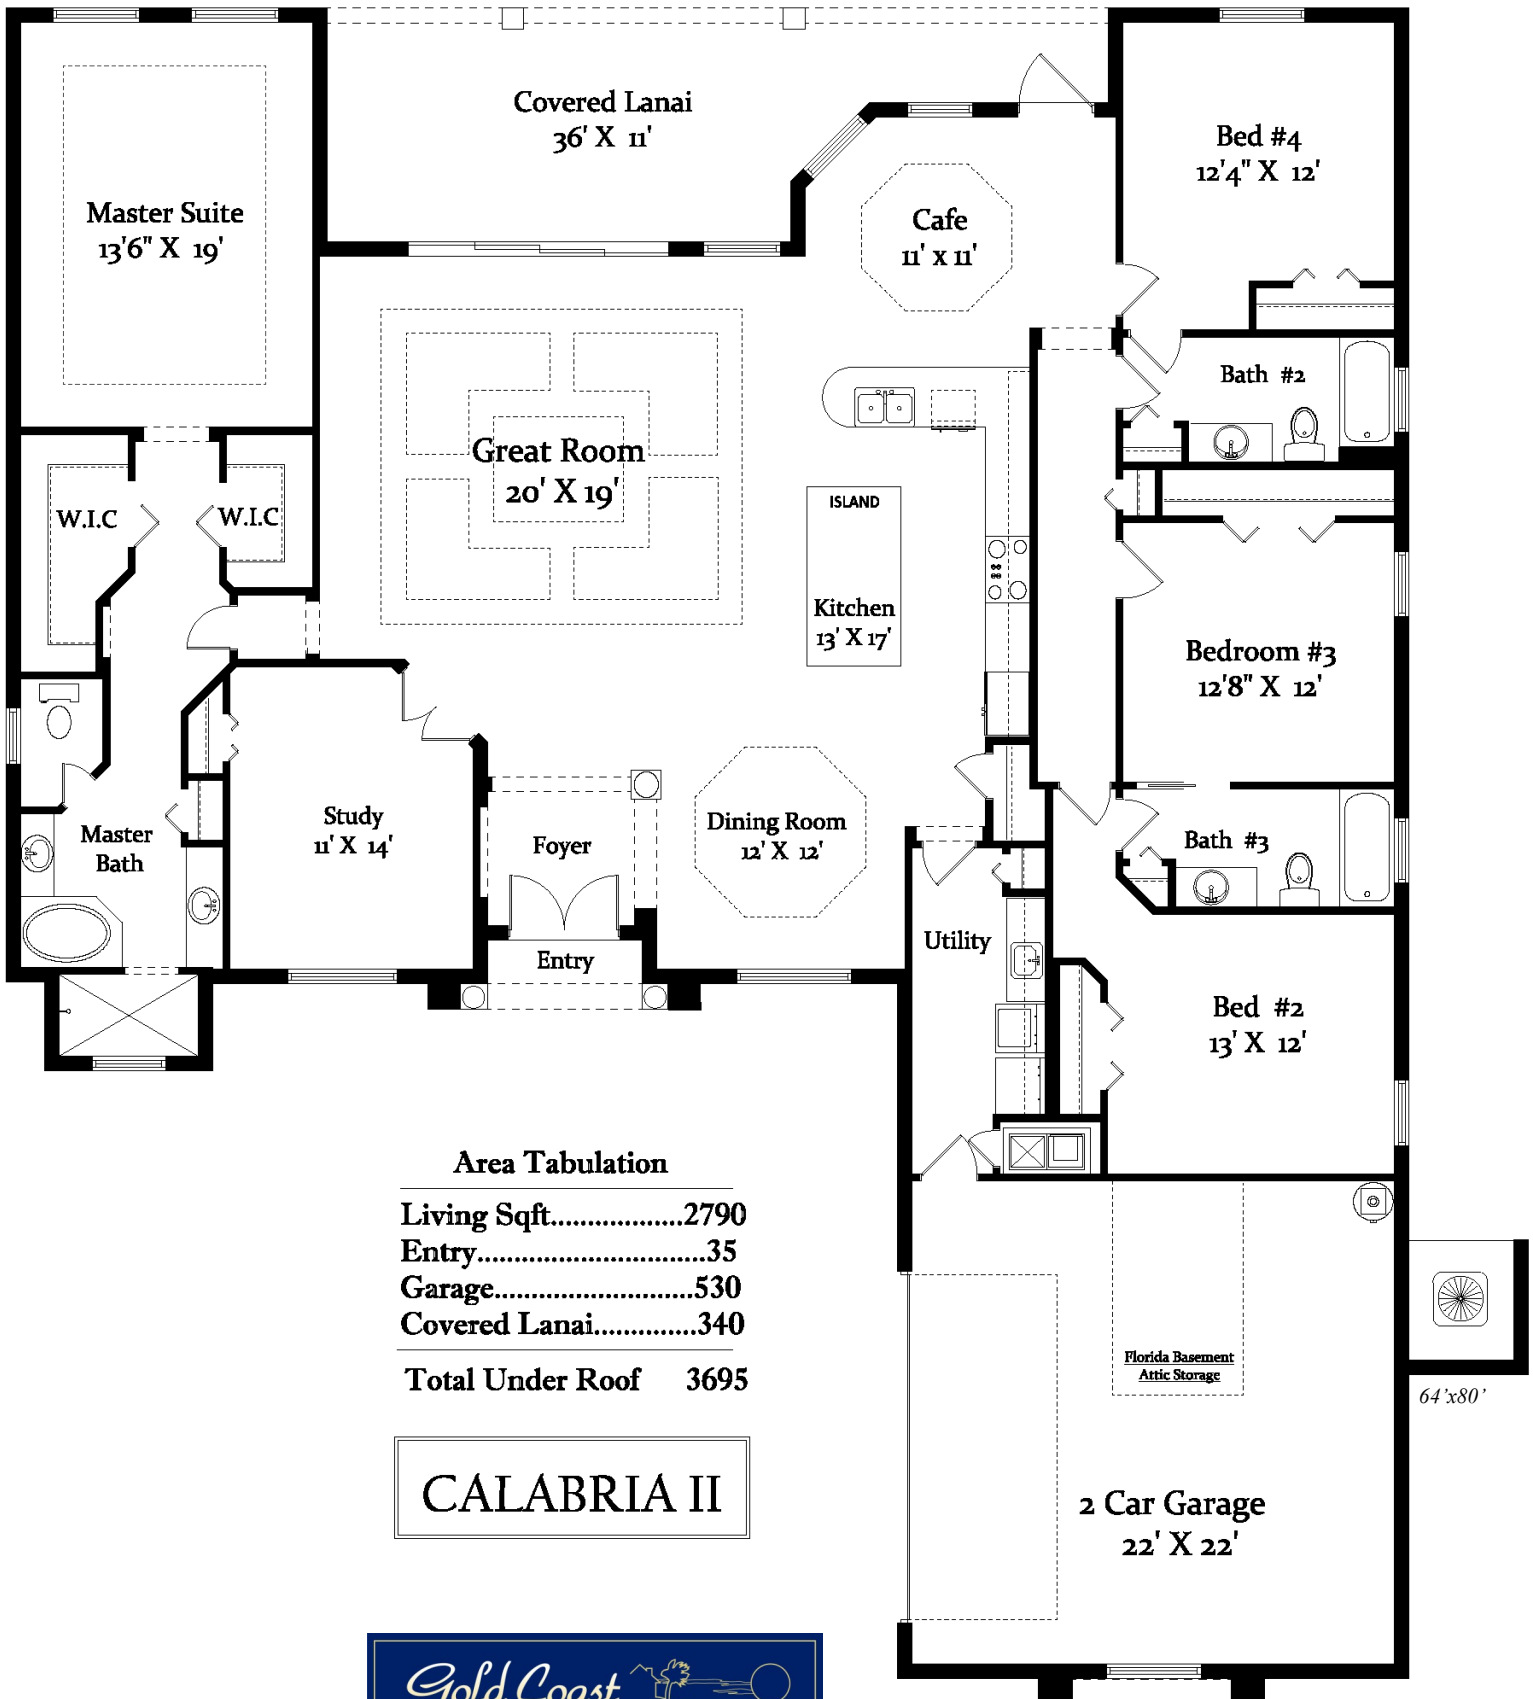 Covered Lanai
36' X 11'
Bed #4
12'4" X 12'
Master Suite
13'6" X 19'
Cafe
11' x 11'
Bath #2
Great Room
20' X 19'
ISLAND
W.I.C
W.I.C
Kitchen
13' X 17'
Bedroom #3
12'8" X 12'
Study
11' X 14'
Foyer
Dining Room
12' X 12'
Master
Bath
Bath #3
Utility
Entry
Bed #2
13' X 12'
Area Tabulation
Living Sqft..................2790
Entry...............................35
Garage...........................530
Covered Lanai..............340
Total Under Roof 3695
Florida Basement
Attic Storage
64'x80'
CALABRIA II
2 Car Garage
22' X 22'
Gold Coast